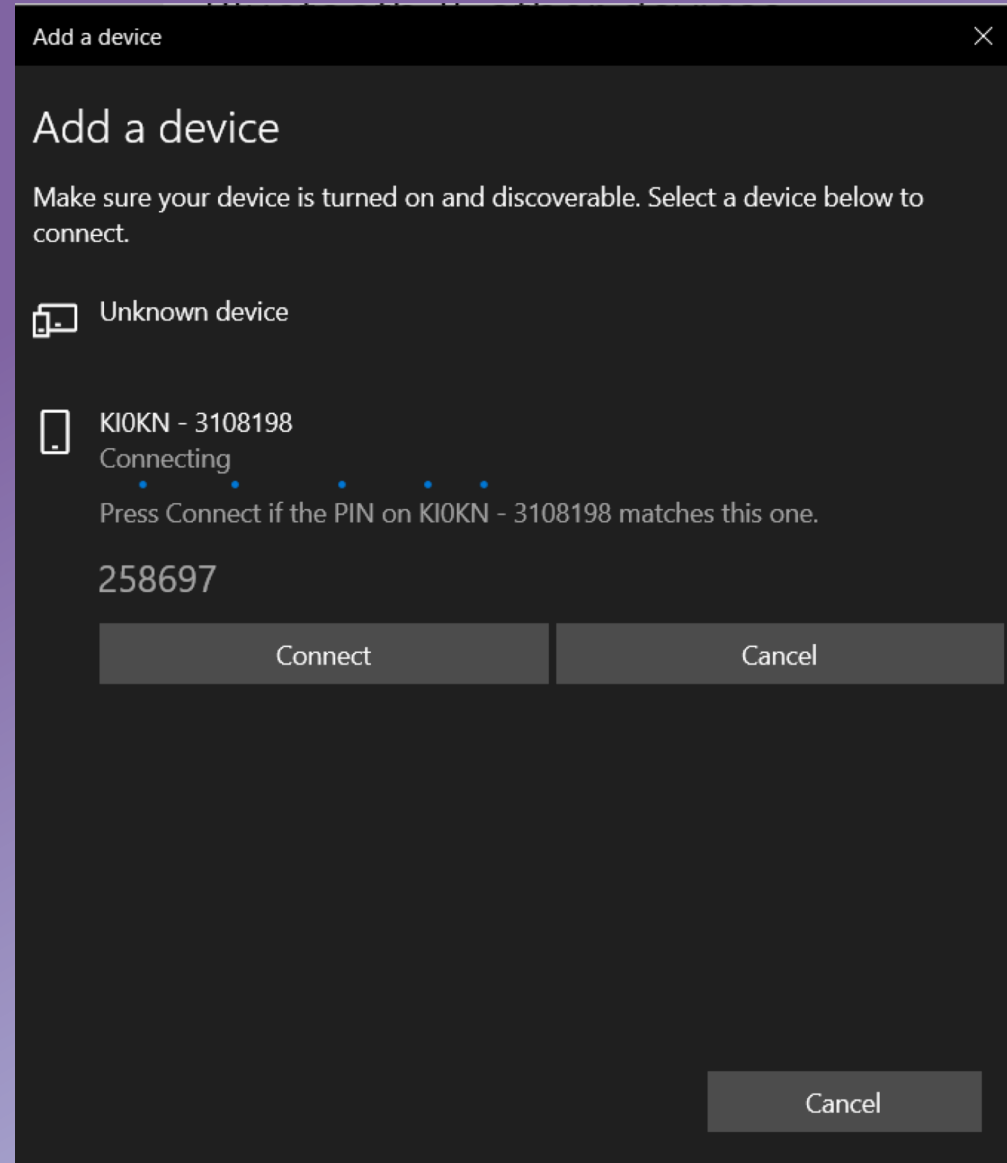 Add a device
Add a device
Make sure your device is turned on and discoverable. Select a device below to
connect.
Unknown device
KI0KN - 3108198
Connecting
Press Connect if the PIN on KI0KN - 3108198 matches this one.
258697
Connect Cancel
Cancel